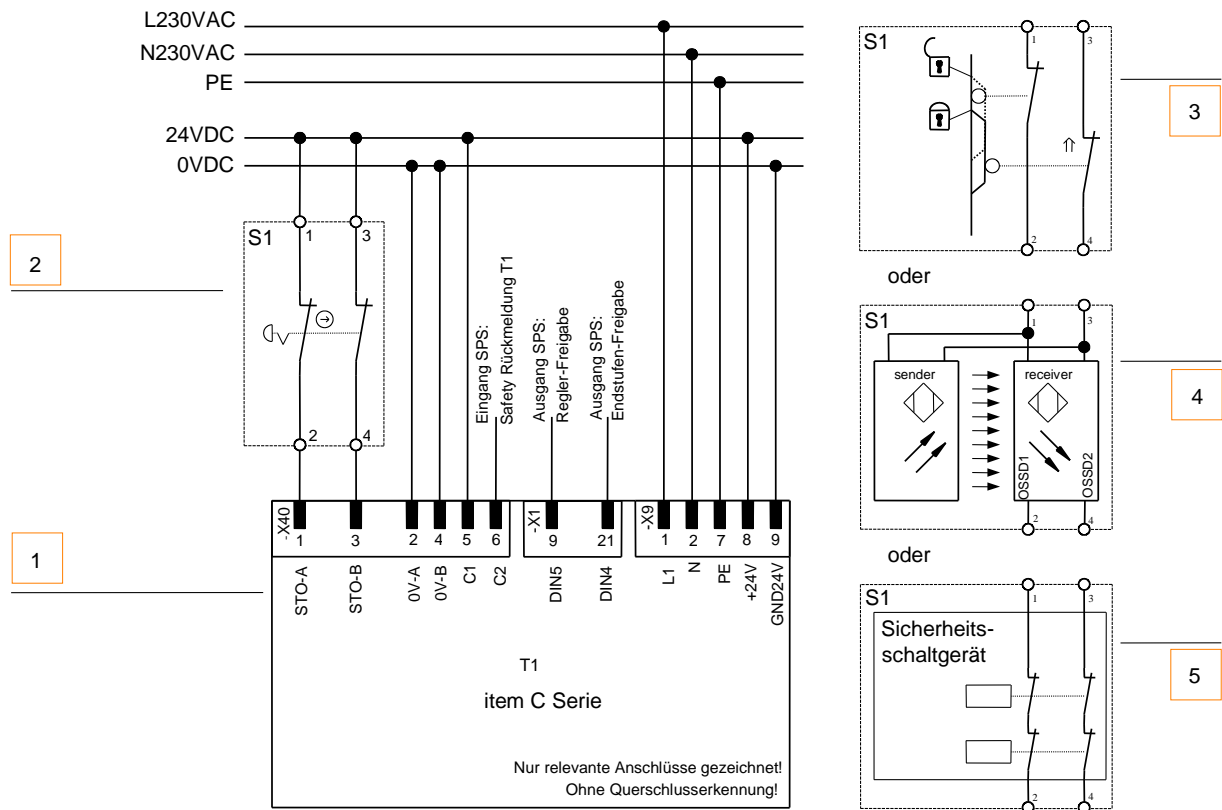 L230VAC
N230VAC
PE
24VDC
0VDC
S1
1
3
2
4
2
1
Eingang SPS:
Safety Rückmeldung T1
Ausgang SPS:
Regler-Freigabe
Ausgang SPS:
Endstufen-Freigabe
-X40
1
3
2
4
5
6
-X1
9
21
-X9
1
2
7
8
9
STO-A
STO-B
0V-A
0V-B
C1
C2
DIN5
DIN4
L1
N
PE
+24V
GND24V
T1
item C Serie
Nur relevante Anschlüsse gezeichnet!
Ohne Querschlusserkennung!
S1
1
3
2
4
3
oder
S1
1
3
sender
receiver
OSSD1
OSSD2
2
4
4
oder
S1
1
3
Sicherheits-
schaltgerät
2
4
5